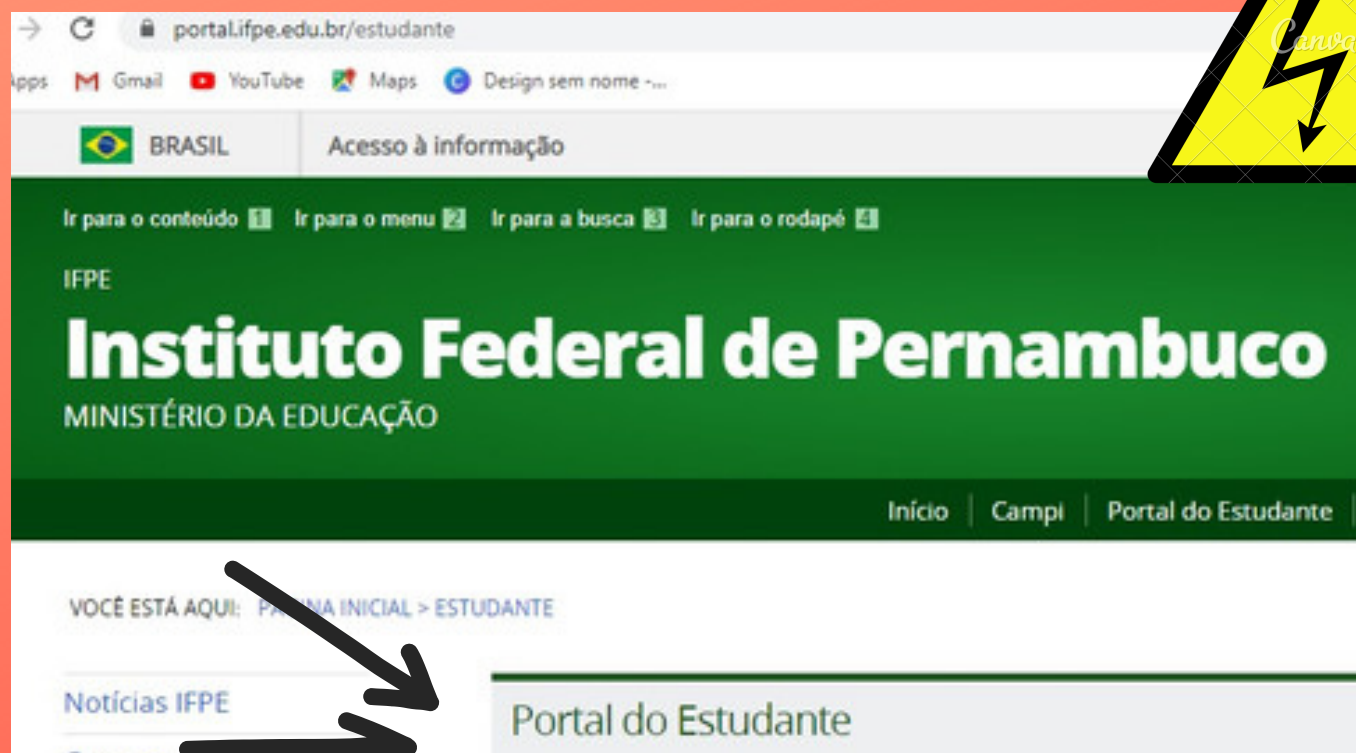 portal.ifpe.edu.br/estudante
Canva
Apps Gmail YouTube Maps Design sem nome -...
BRASIL Acesso à informação
Ir para o conteúdo 1 Ir para o menu 2 Ir para a busca 3 Ir para o rodapé 4
IFPE
Instituto Federal de Pernambuco
MINISTÉRIO DA EDUCAÇÃO
Início Campi Portal do Estudante
VOCÊ ESTÁ AQUI: PÁGINA INICIAL > ESTUDANTE
Notícias IFPE
Portal do Estudante